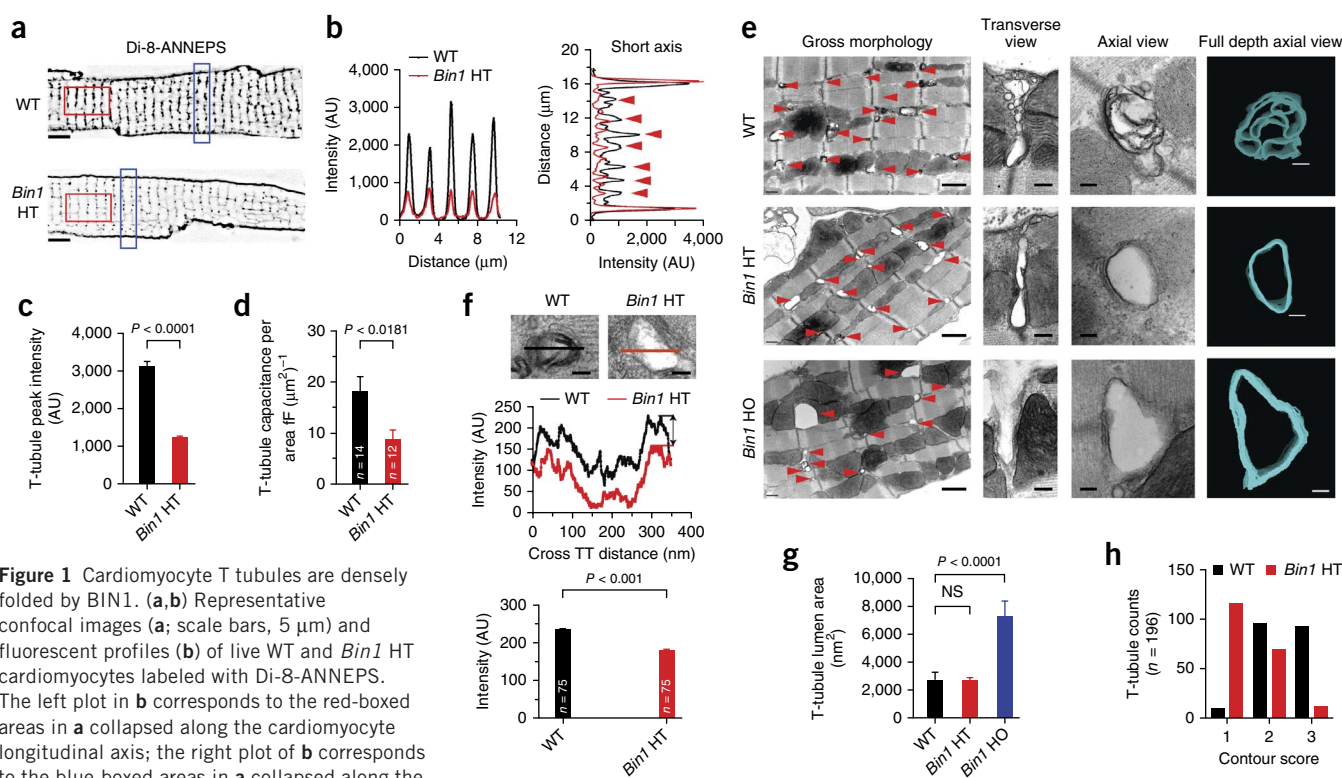 a
Di-8-ANNEPS
WT
Bin1
HT
b
WT
Bin1 HT
4,000
3,000
2,000
1,000
0
Intensity (AU)
0 4 8 12
Distance (µm)
Short axis
20
16
12
8
4
0
Distance (µm)
0 2,000 4,000
Intensity (AU)
c
P < 0.0001
4,000
3,000
2,000
1,000
0
T-tubule peak intensity
(AU)
WT
Bin1 HT
d
P < 0.0181
30
20
10
0
T-tubule capacitance per
area fF (µm²)⁻¹
n = 14
n = 12
WT
Bin1 HT
e
Gross morphology
Transverse
view
Axial view
Full depth axial view
WT
Bin1 HT
Bin1 HO
f
WT
Bin1 HT
WT
Bin1 HT
250
200
150
100
50
0
Intensity (AU)
0 100 200 300 400
Cross TT distance (nm)
P < 0.001
300
200
100
0
Intensity (AU)
n = 75
n = 75
WT
Bin1 HT
g
P < 0.0001
NS
10,000
8,000
6,000
4,000
2,000
0
T-tubule lumen area
(nm²)
WT
Bin1 HT
Bin1 HO
h
WT
Bin1 HT
150
100
50
0
T-tubule counts
(n = 196)
1 2 3
Contour score
Figure 1 Cardiomyocyte T tubules are densely
folded by BIN1. (a,b) Representative
confocal images (a; scale bars, 5 µm) and
fluorescent profiles (b) of live WT and Bin1 HT
cardiomyocytes labeled with Di-8-ANNEPS.
The left plot in b corresponds to the red-boxed
areas in a collapsed along the cardiomyocyte
longitudinal axis; the right plot of b corresponds
to the blue-boxed areas in a collapsed along the